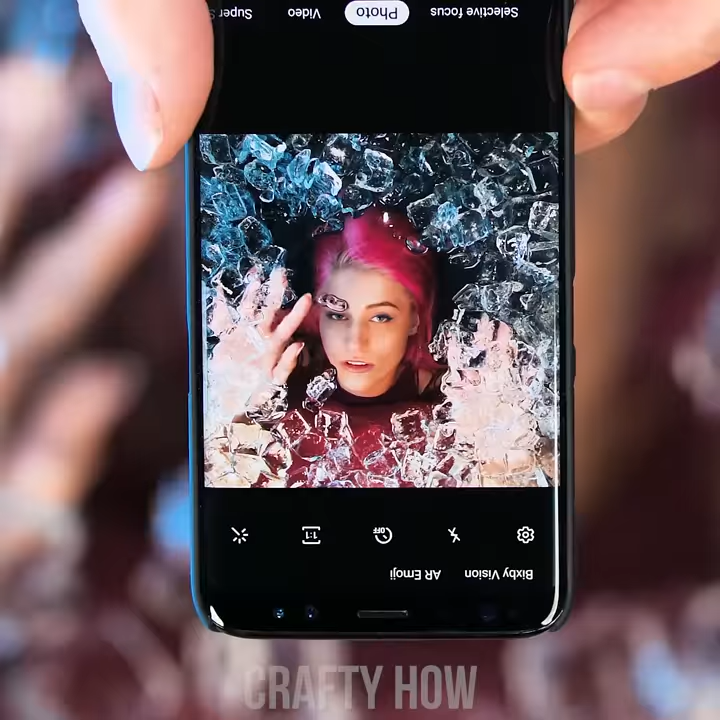 Selective focus Photo Video Super S
1:1 OFF
Bixby Vision AR Emoji
CRAFTY HOW